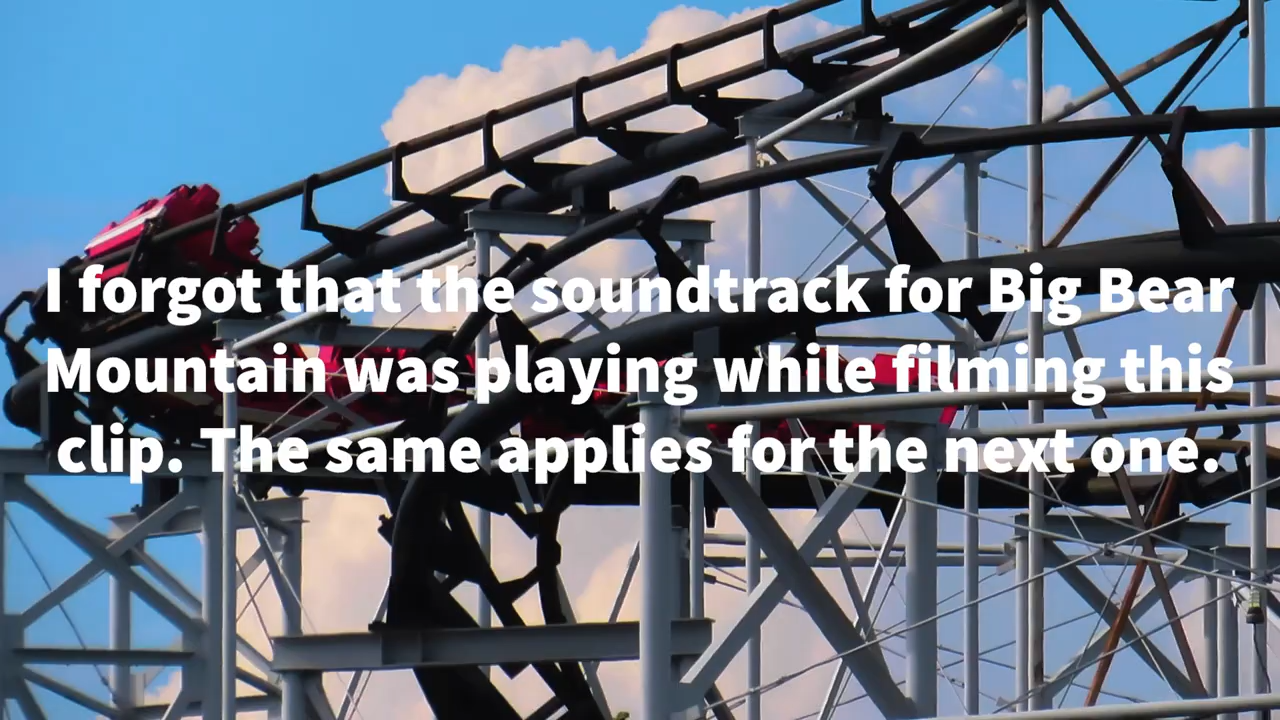 I forgot that the soundtrack for Big Bear
Mountain was playing while filming this
clip. The same applies for the next one.